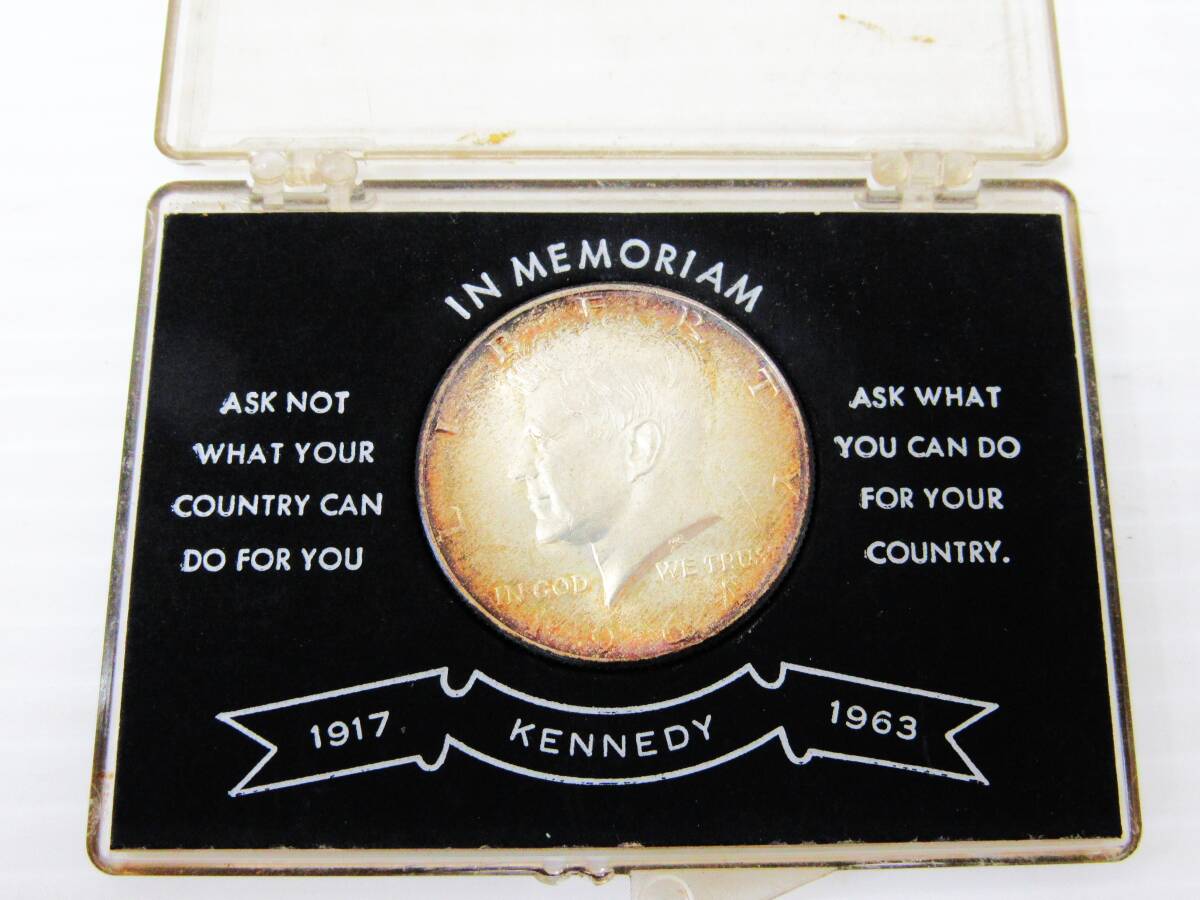 IN MEMORIAM
ASK NOT
WHAT YOUR
COUNTRY CAN
DO FOR YOU
LIBERTY
IN GOD WE TRUST
ASK WHAT
YOU CAN DO
FOR YOUR
COUNTRY.
1917 KENNEDY 1963